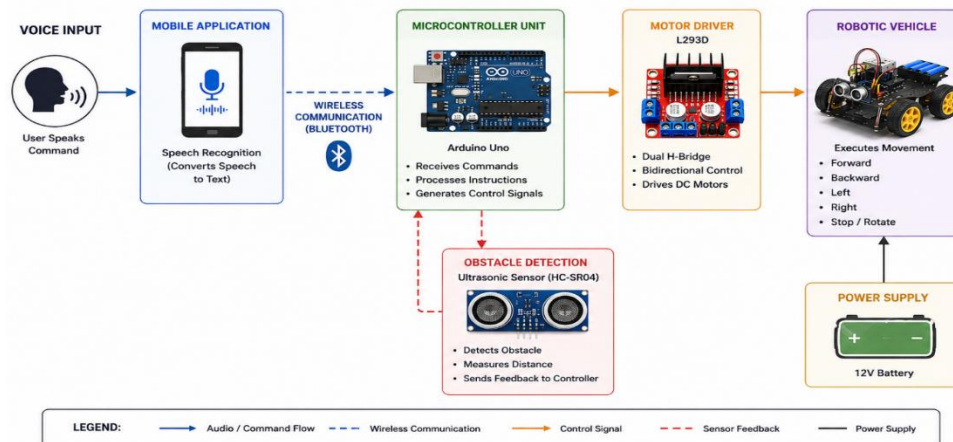 VOICE INPUT
User Speaks
Command
MOBILE APPLICATION
Speech Recognition
(Converts Speech
to Text)
WIRELESS
COMMUNICATION
(BLUETOOTH)
MICROCONTROLLER UNIT
UNO
Arduino Uno
• Receives Commands
• Processes Instructions
• Generates Control Signals
MOTOR DRIVER
L293D
• Dual H-Bridge
• Bidirectional Control
• Drives DC Motors
ROBOTIC VEHICLE
Executes Movement
• Forward
• Backward
• Left
• Right
• Stop / Rotate
OBSTACLE DETECTION
Ultrasonic Sensor (HC-SR04)
• Detects Obstacle
• Measures Distance
• Sends Feedback to Controller
POWER SUPPLY
+ −
12V Battery
LEGEND:
Audio / Command Flow
Wireless Communication
Control Signal
Sensor Feedback
Power Supply